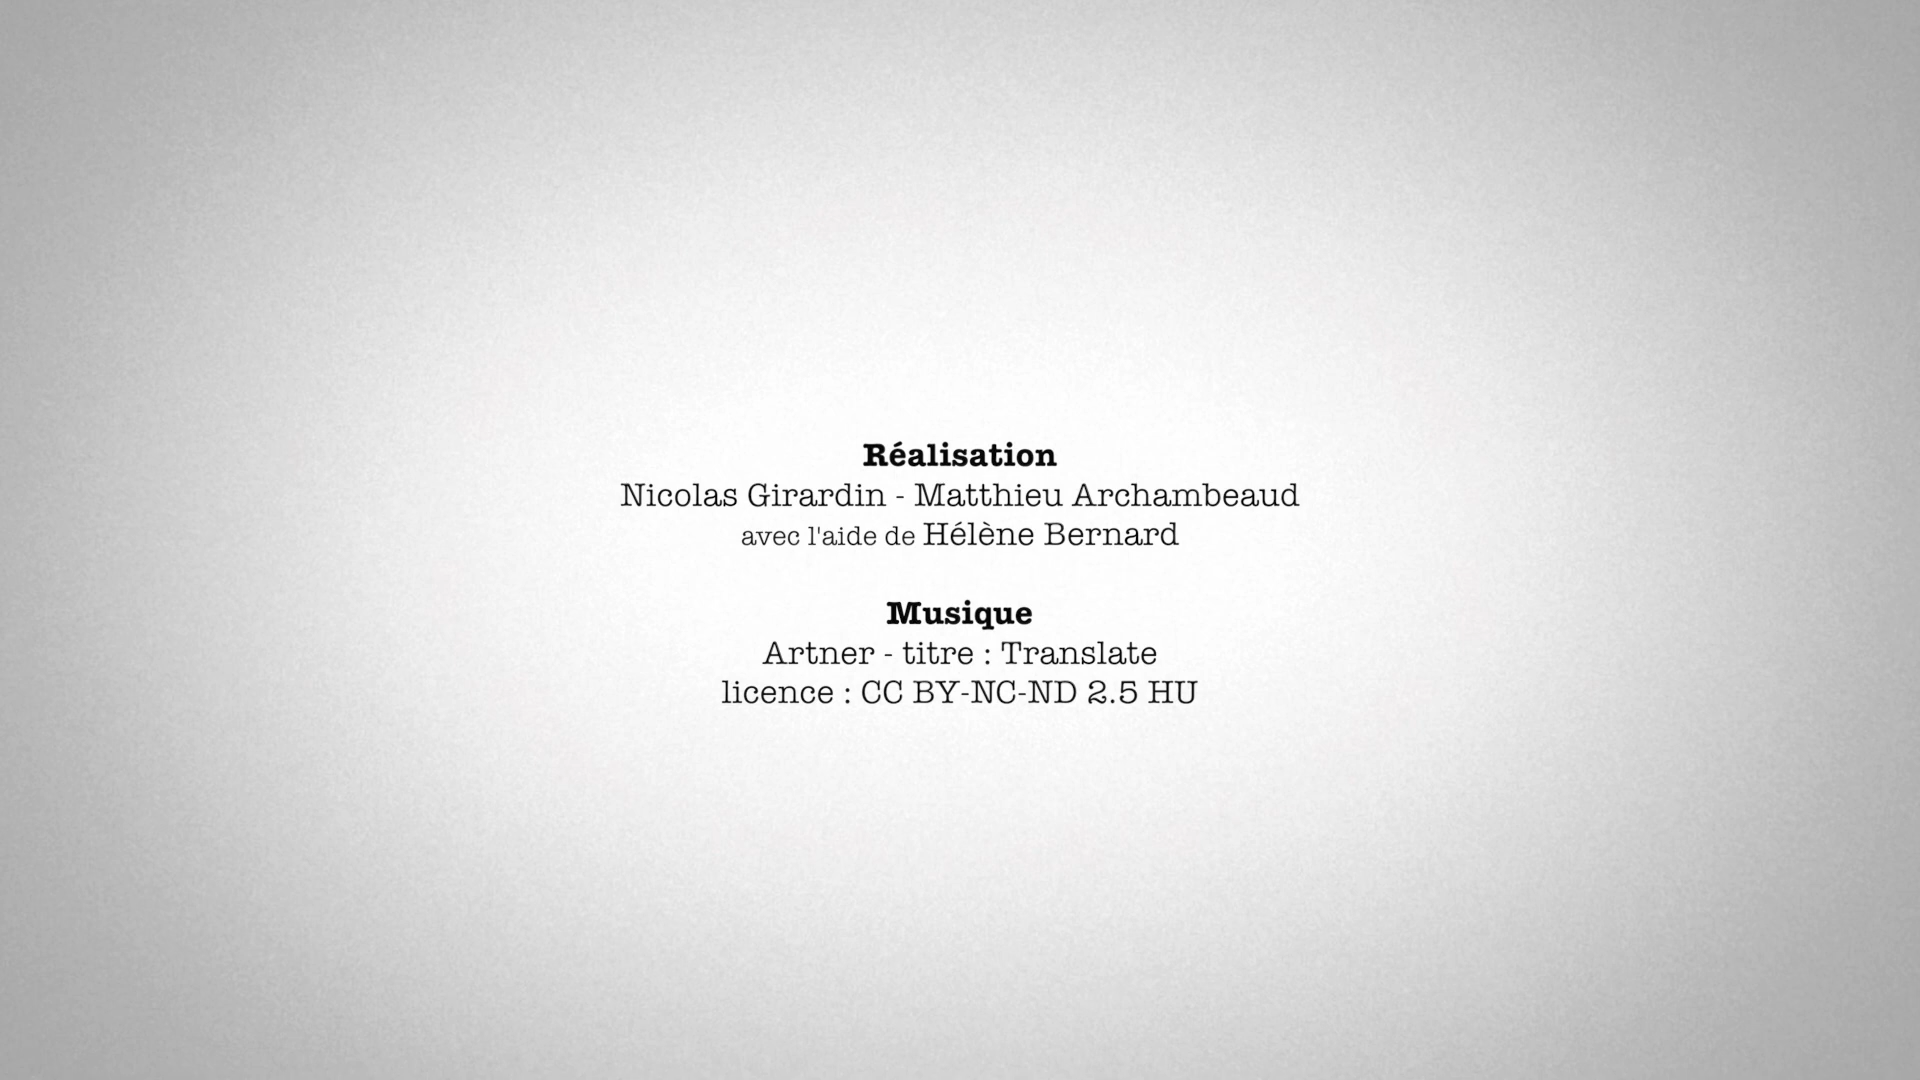 Réalisation
Nicolas Girardin - Matthieu Archambeaud
avec l'aide de Hélène Bernard
Musique
Artner - titre : Translate
licence : CC BY-NC-ND 2.5 HU